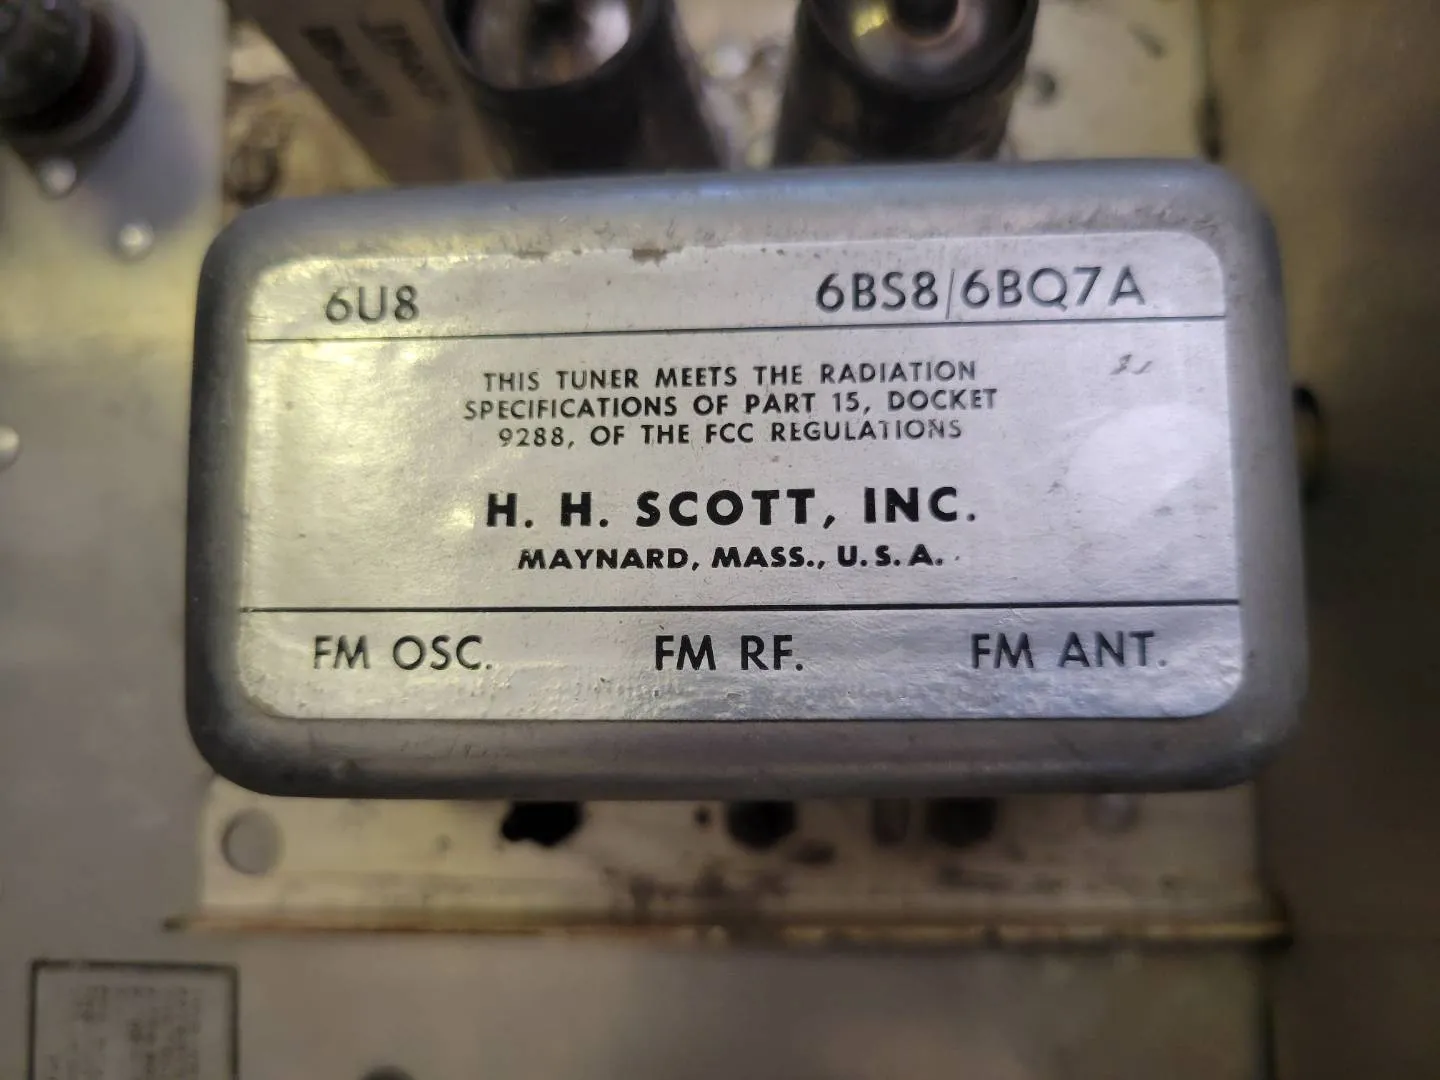 6U8 6BS8/6BQ7A
THIS TUNER MEETS THE RADIATION
SPECIFICATIONS OF PART 15, DOCKET
9288, OF THE FCC REGULATIONS
H. H. SCOTT, INC.
MAYNARD, MASS., U.S.A.
FM OSC. FM RF. FM ANT.